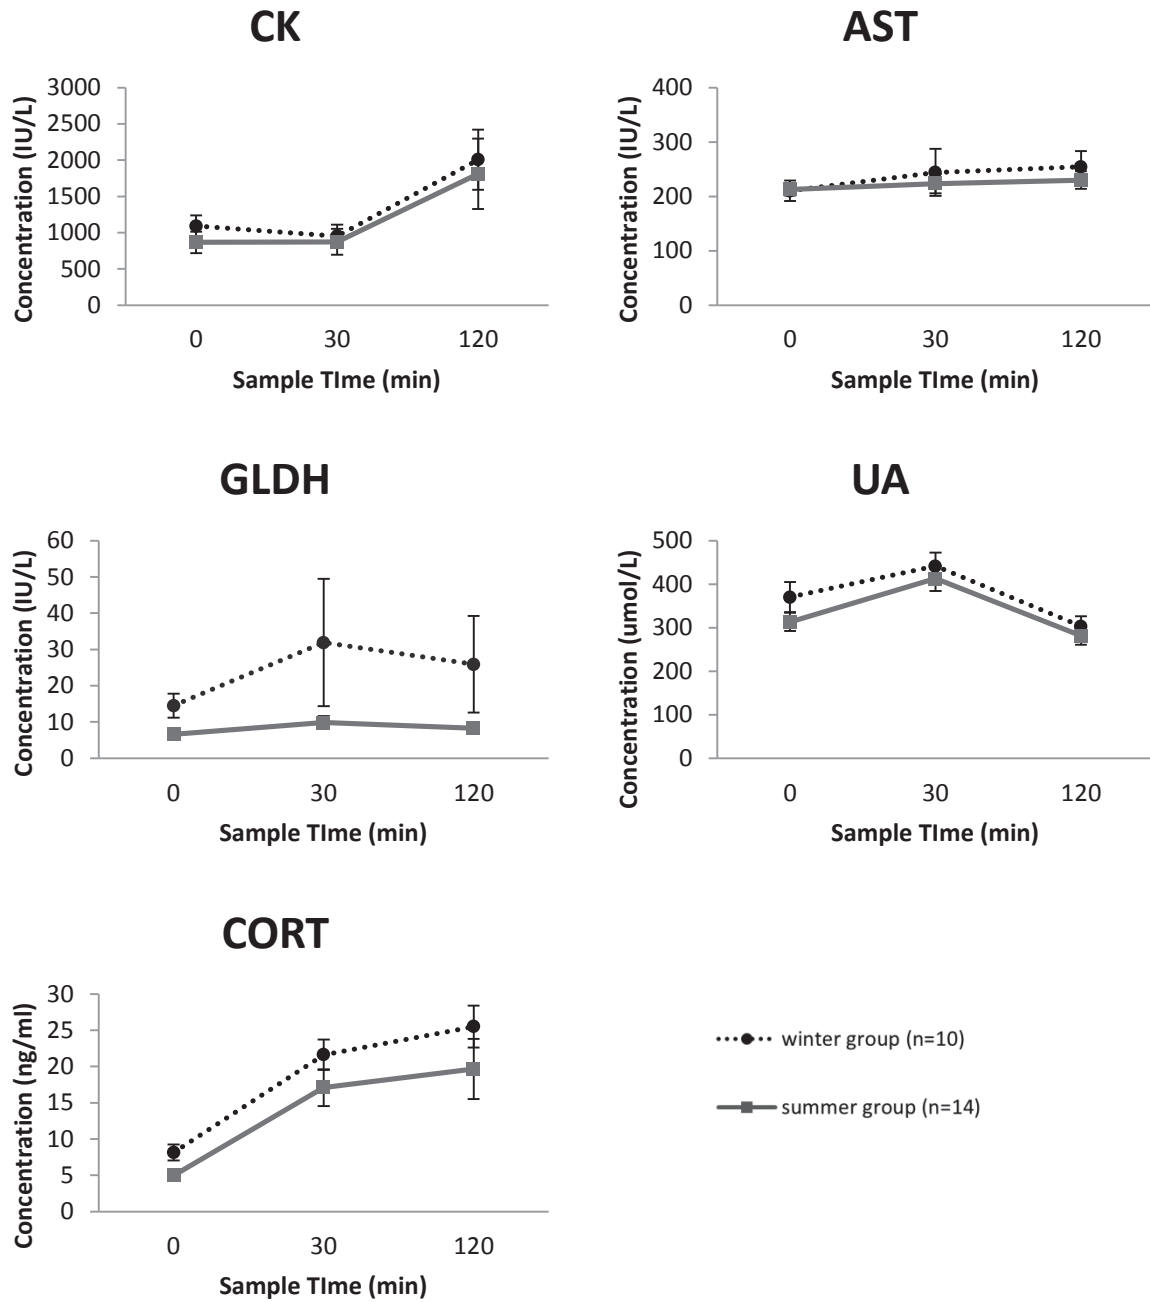 CK
Concentration (IU/L)
3000
2500
2000
1500
1000
500
0
0 30 120
Sample TIme (min)
AST
Concentration (IU/L)
400
300
200
100
0
0 30 120
Sample TIme (min)
GLDH
Concentration (IU/L)
60
50
40
30
20
10
0
0 30 120
Sample TIme (min)
UA
Concentration (umol/L)
500
400
300
200
100
0
0 30 120
Sample TIme (min)
CORT
Concentration (ng/ml)
30
25
20
15
10
5
0
0 30 120
Sample TIme (min)
winter group (n=10)
summer group (n=14)